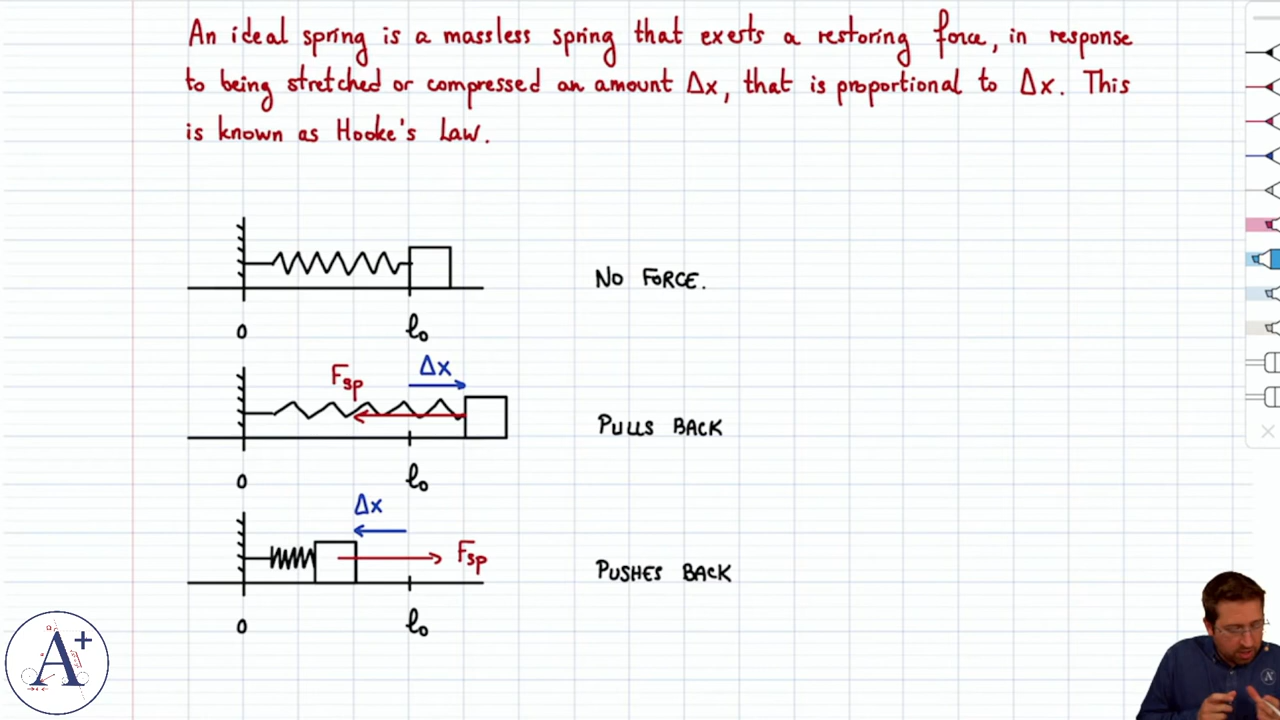 An ideal spring is a massless spring that exerts a restoring force, in response
to being stretched or compressed an amount Δx, that is proportional to Δx. This
is known as Hooke's Law.
NO FORCE.
0 l₀
Δx
Fsp
PULLS BACK
0 l₀
Δx
Fsp
PUSHES BACK
0 l₀
A+